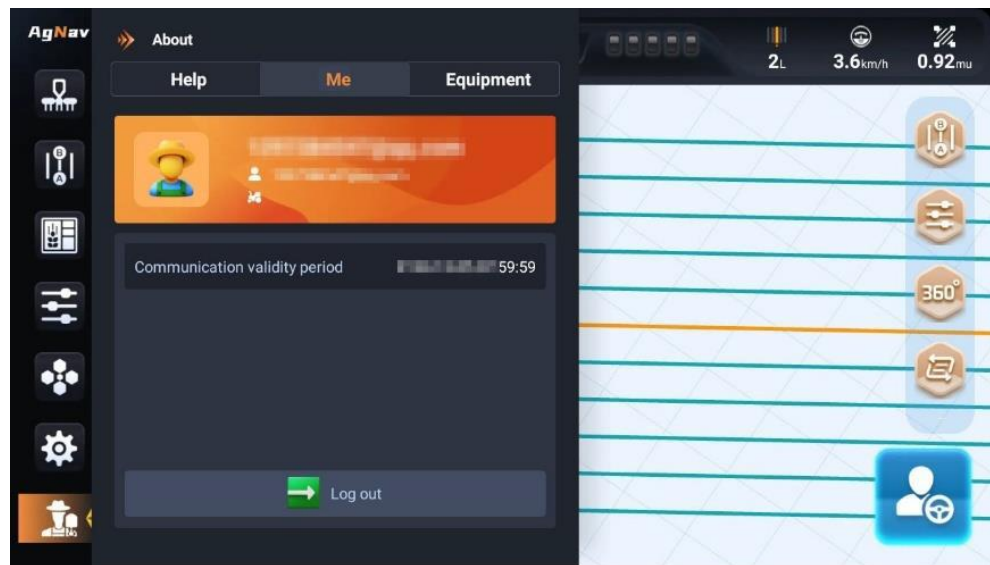 AgNav
About
2L
3.6km/h
0.92mu
Help
Me
Equipment
B
A
B
A
Communication validity period
59:59
360°
Log out